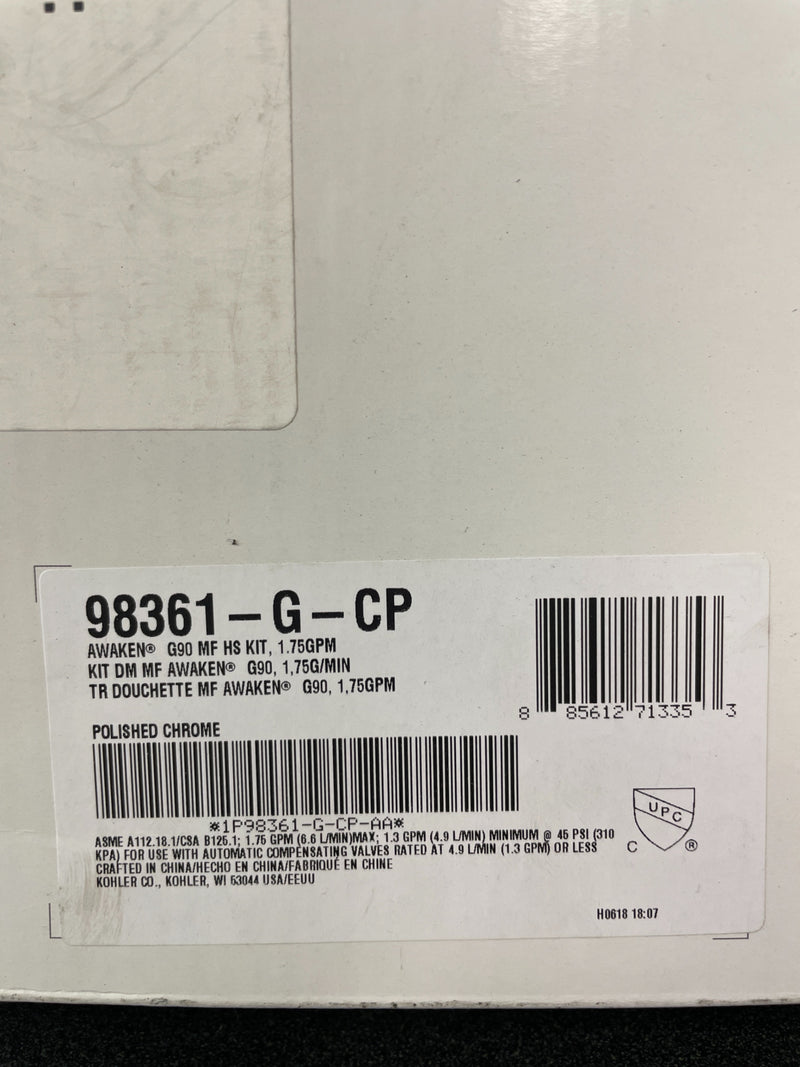 98361-G-CP
AWAKEN® G90 MF HS KIT, 1.75GPM
KIT DM MF AWAKEN® G90, 1,75G/MIN
TR DOUCHETTE MF AWAKEN® G90, 1,75GPM
8 85612 71335 3
POLISHED CHROME
*1P98361-G-CP-AA*
ASME A112.18.1/CSA B125.1; 1.75 GPM (6.6 L/MIN)MAX; 1.3 GPM (4.9 L/MIN) MINIMUM @ 45 PSI (310
KPA) FOR USE WITH AUTOMATIC COMPENSATING VALVES RATED AT 4.9 L/MIN (1.3 GPM) OR LESS
CRAFTED IN CHINA/HECHO EN CHINA/FABRIQUÉ EN CHINE
KOHLER CO., KOHLER, WI 53044 USA/EEUU
UPC
C ®
H0618 18:07